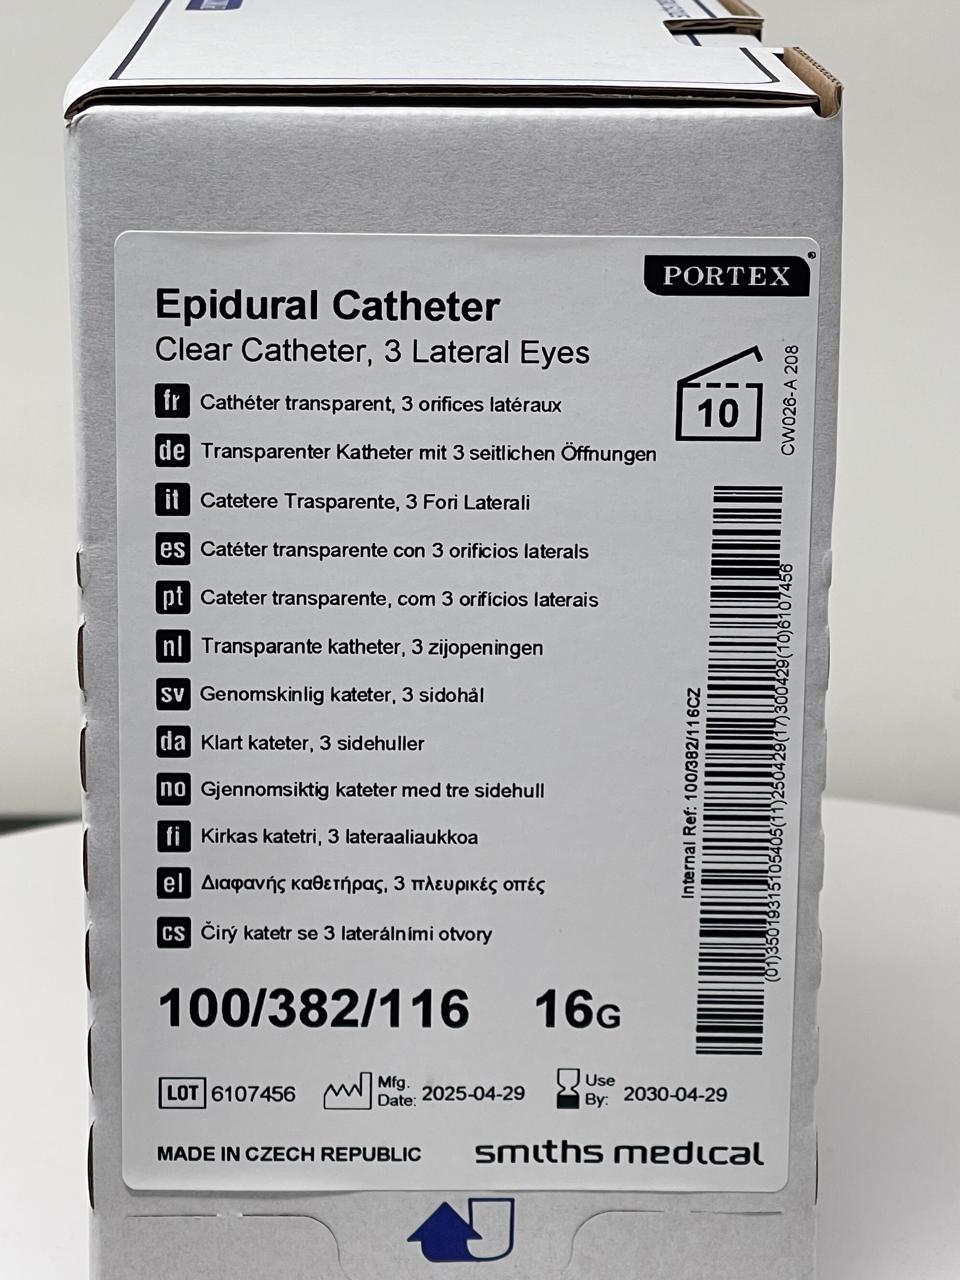 PORTEX
Epidural Catheter
Clear Catheter, 3 Lateral Eyes
fr Cathéter transparent, 3 orifices latéraux
de Transparenter Katheter mit 3 seitlichen Öffnungen
it Catetere Trasparente, 3 Fori Laterali
es Catéter transparente con 3 orificios laterals
pt Cateter transparente, com 3 orifícios laterais
nl Transparante katheter, 3 zijopeningen
sv Genomskinlig kateter, 3 sidohål
da Klart kateter, 3 sidehuller
no Gjennomsiktig kateter med tre sidehull
fi Kirkas katetri, 3 lateraaliaukkoa
el Διαφανής καθετήρας, 3 πλευρικές οπές
cs Čirý katetr se 3 laterálními otvory
10
CW026-A 208
Internal Ref: 100/382/116CZ
(01)35019315105405(11)250429(17)300429(10)6107456
100/382/116 16G
LOT 6107456 Mfg. Date: 2025-04-29 Use By: 2030-04-29
MADE IN CZECH REPUBLIC smiths medical